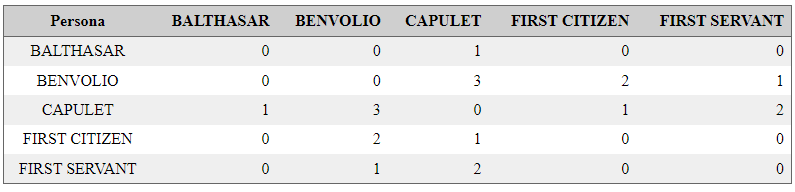 Persona BALTHASAR BENVOLIO CAPULET FIRST CITIZEN FIRST SERVANT
BALTHASAR 0 0 1 0 0
BENVOLIO 0 0 3 2 1
CAPULET 1 3 0 1 2
FIRST CITIZEN 0 2 1 0 0
FIRST SERVANT 0 1 2 0 0